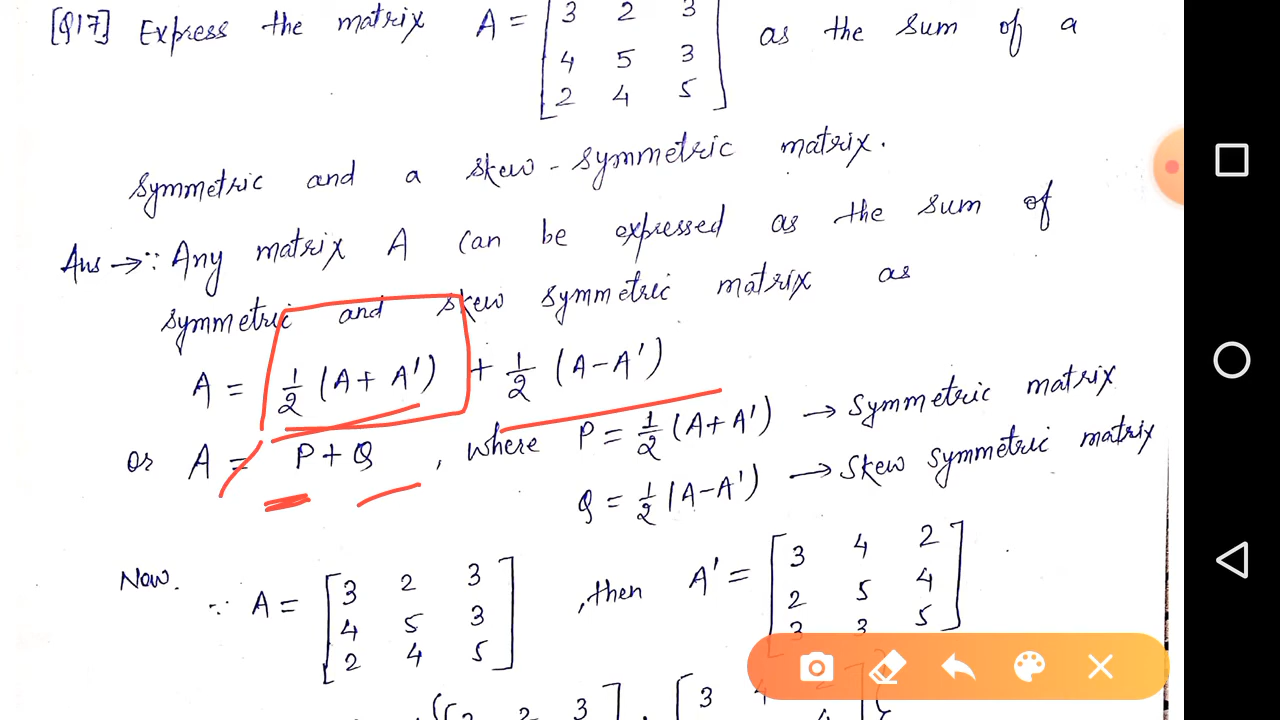 [Q17] Express the matrix A = [3 2 3 as the sum of a
4 5 3
2 4 5]
Symmetric and a skew-symmetric matrix.
Ans →∵ Any matrix A can be expressed as the sum of
symmetric and skew symmetric matrix as
A = 1/2 (A + A') + 1/2 (A - A')
or A = P + Q , where P = 1/2 (A + A') → Symmetric matrix
Q = 1/2 (A - A') → Skew symmetric matrix
Now. ∵ A = [3 2 3 , then A' = [3 4 2
4 5 3 2 5 4
2 4 5] 3 3 5]
3 [3